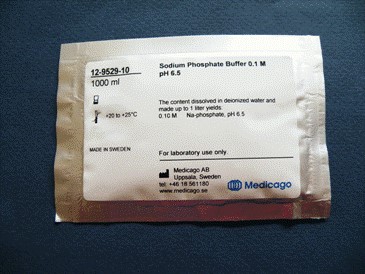 12-9529-10
1000 ml
Sodium Phosphate Buffer 0.1 M
pH 6.5
+20 to +25°C
The content dissolved in deionized water and
made up to 1 liter yields:
0.10 M Na-phosphate, pH 6.5
MADE IN SWEDEN
For laboratory use only
Medicago AB
Uppsala, Sweden
tel: +46 18 561180
www.medicago.se
Medicago